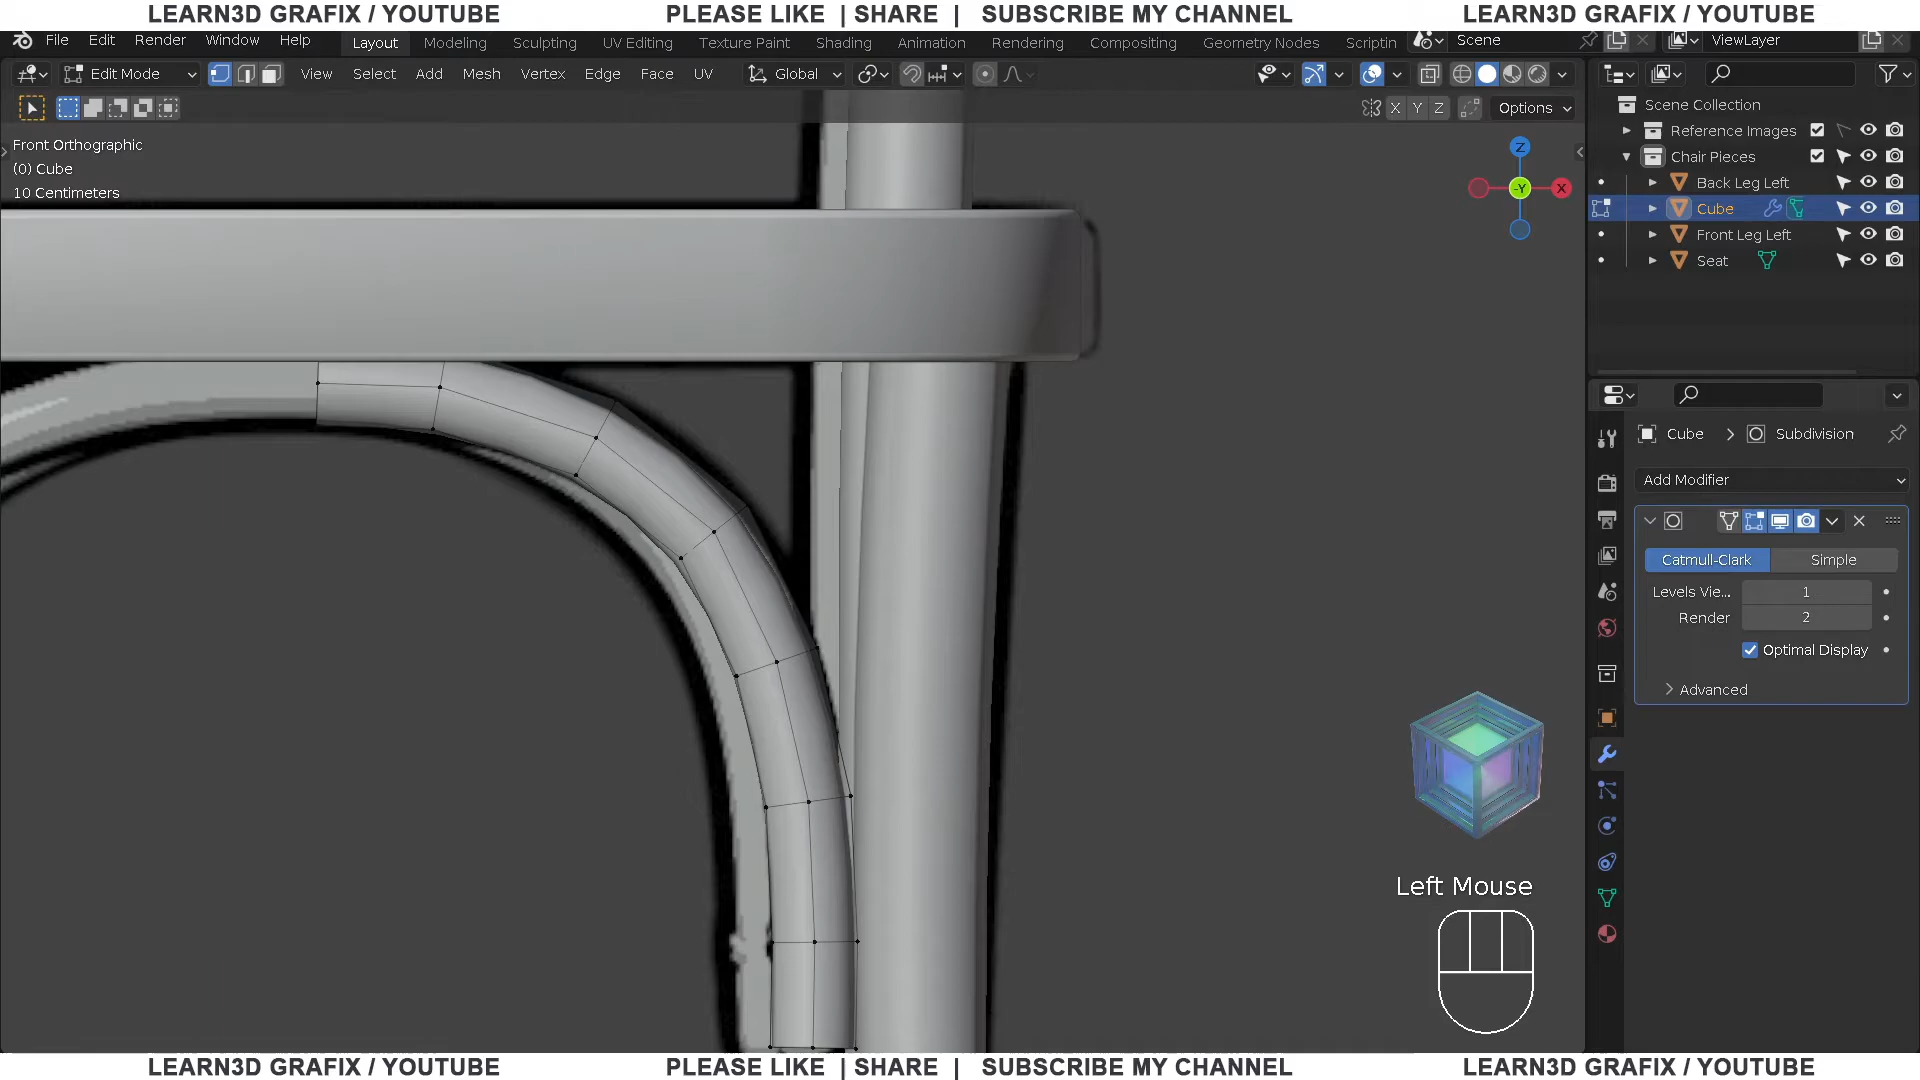 LEARN3D GRAFIX / YOUTUBE PLEASE LIKE | SHARE | SUBSCRIBE MY CHANNEL LEARN3D GRAFIX / YOUTUBE
File Edit Render Window Help Layout Modeling Sculpting UV Editing Texture Paint Shading Animation Rendering Compositing Geometry Nodes Scriptin Scene ViewLayer
Edit Mode View Select Add Mesh Vertex Edge Face UV Global
X Y Z Options
Scene Collection
Reference Images
Chair Pieces
Back Leg Left
Cube
Front Leg Left
Seat
Front Orthographic
(0) Cube
10 Centimeters
Z
-Y X
Cube > Subdivision
Add Modifier
Catmull-Clark Simple
Levels Vie... 1
Render 2
Optimal Display
Advanced
Left Mouse
LEARN3D GRAFIX / YOUTUBE PLEASE LIKE | SHARE | SUBSCRIBE MY CHANNEL LEARN3D GRAFIX / YOUTUBE